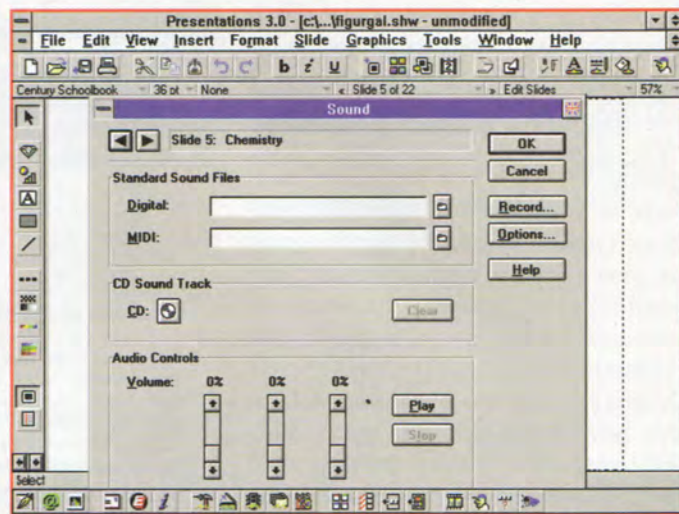 Presentations 3.0 - [c:\...\figurgal.shw - unmodified]
File Edit View Insert Format Slide Graphics Tools Window Help
b i u
Century Schoolbook 36 pt None Slide 5 of 22 Edit Slides 57%
Sound
Slide 5: Chemistry
OK
Cancel
Standard Sound Files
Digital:
Record...
MIDI:
Options...
Help
CD Sound Track
CD:
Clear
Audio Controls
Volume: 0% 0% 0%
Play
Stop
Select